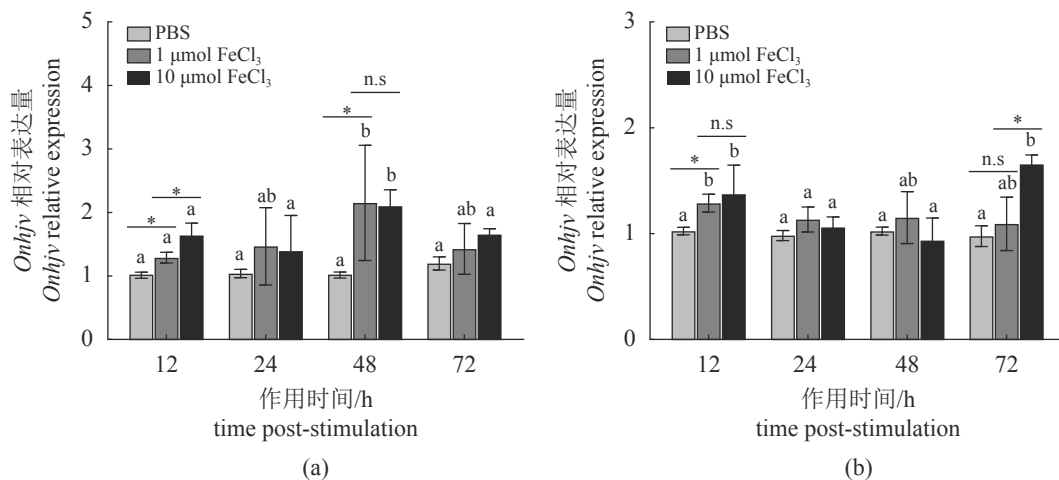 5
4
3
2
1
0
Onhjv 相对表达量
Onhjv relative expression
PBS
1 μmol FeCl₃
10 μmol FeCl₃
n.s
*
b
b
*
*
a
a
a
a
ab
a
a
a
ab
a
12
24
48
72
作用时间/h
time post-stimulation
(a)
3
2
1
0
Onhjv 相对表达量
Onhjv relative expression
PBS
1 μmol FeCl₃
10 μmol FeCl₃
n.s
*
a
b
b
a
a
a
a
ab
a
*
n.s
a
ab
b
12
24
48
72
作用时间/h
time post-stimulation
(b)